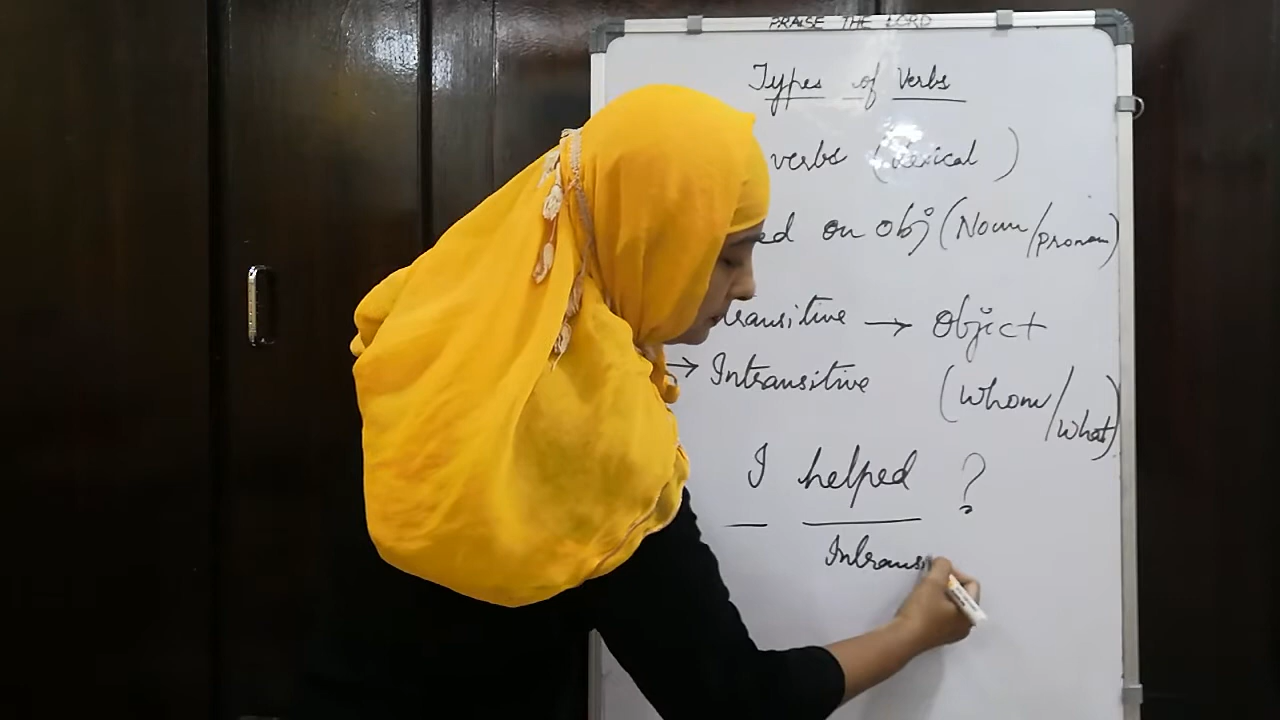 PRAISE THE LORD
Types of Verbs
verbs (Lexical)
ed on Obj (Noun/pronoun)
ransitive → Object
→ Intransitive (whom/what)
I helped ?
Intransi